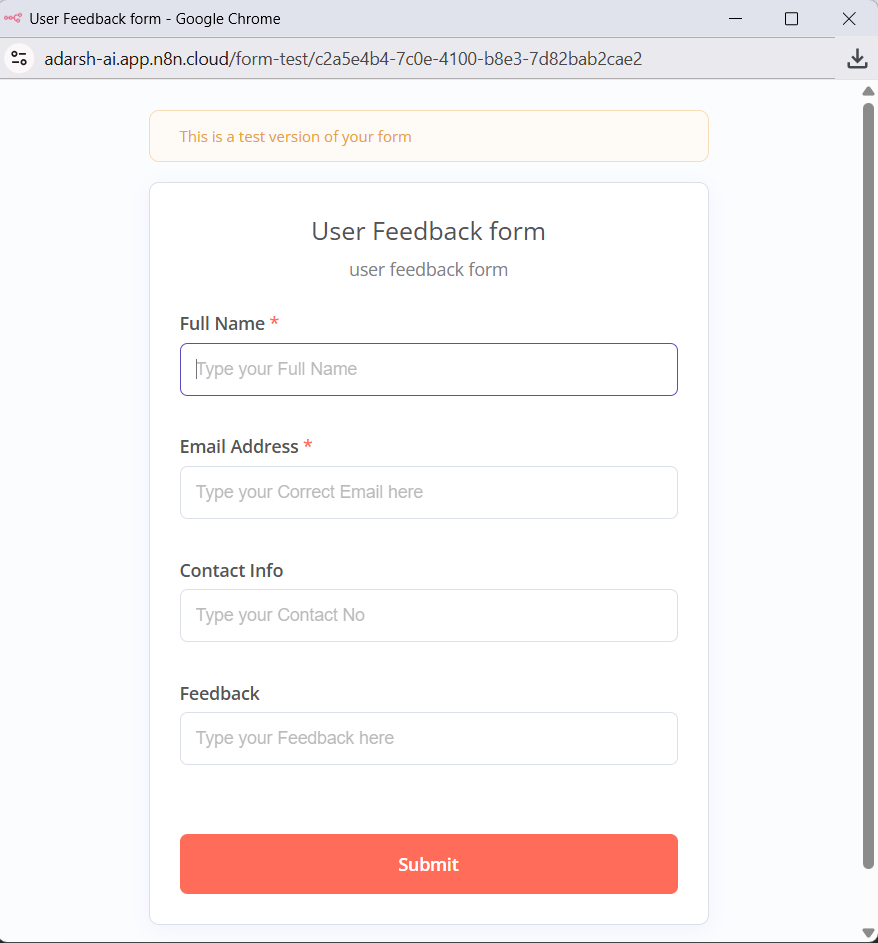 User Feedback form - Google Chrome
adarsh-ai.app.n8n.cloud/form-test/c2a5e4b4-7c0e-4100-b8e3-7d82bab2cae2
This is a test version of your form
User Feedback form
user feedback form
Full Name *
Type your Full Name
Email Address *
Type your Correct Email here
Contact Info
Type your Contact No
Feedback
Type your Feedback here
Submit